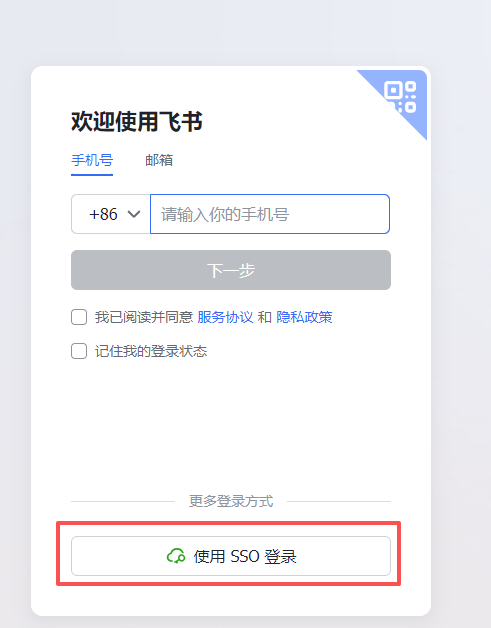 欢迎使用飞书
手机号 邮箱
+86 请输入你的手机号
下一步
我已阅读并同意 服务协议 和 隐私政策
记住我的登录状态
更多登录方式
使用 SSO 登录